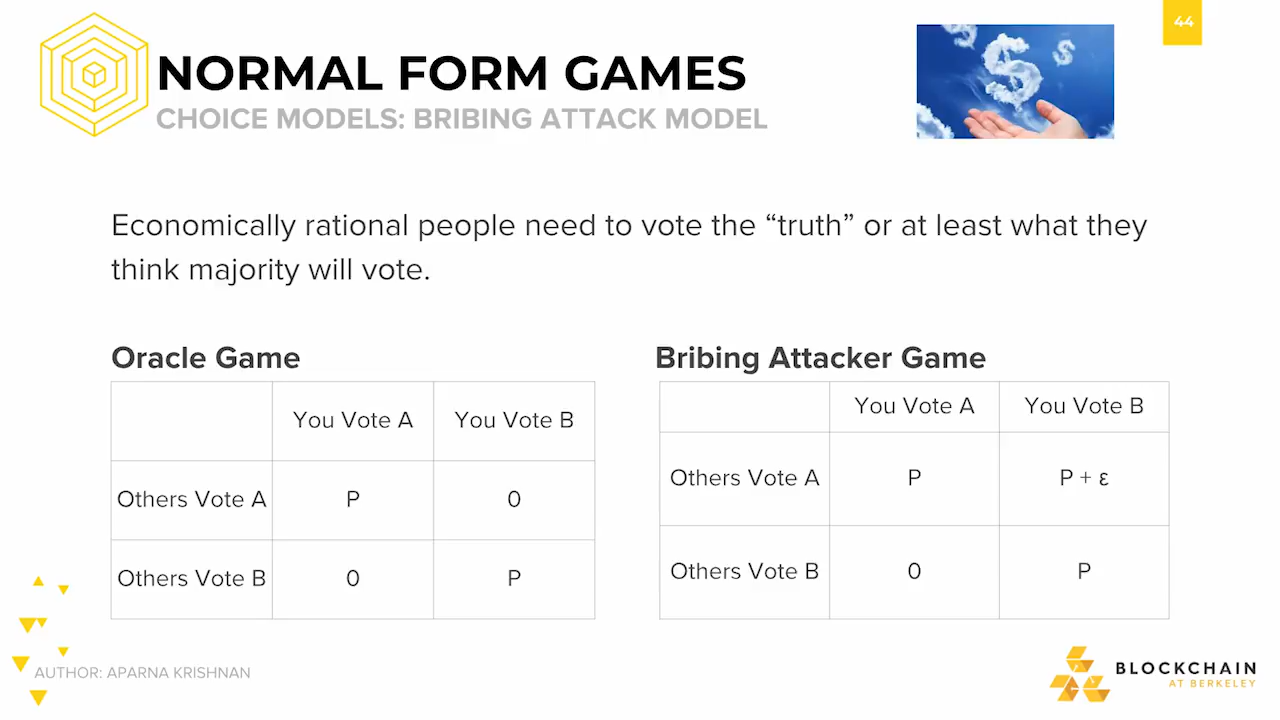 44
NORMAL FORM GAMES
CHOICE MODELS: BRIBING ATTACK MODEL
Economically rational people need to vote the “truth” or at least what they
think majority will vote.
Oracle Game
You Vote A You Vote B
Others Vote A P 0
Others Vote B 0 P
Bribing Attacker Game
You Vote A You Vote B
Others Vote A P P + ε
Others Vote B 0 P
AUTHOR: APARNA KRISHNAN
BLOCKCHAIN
AT BERKELEY